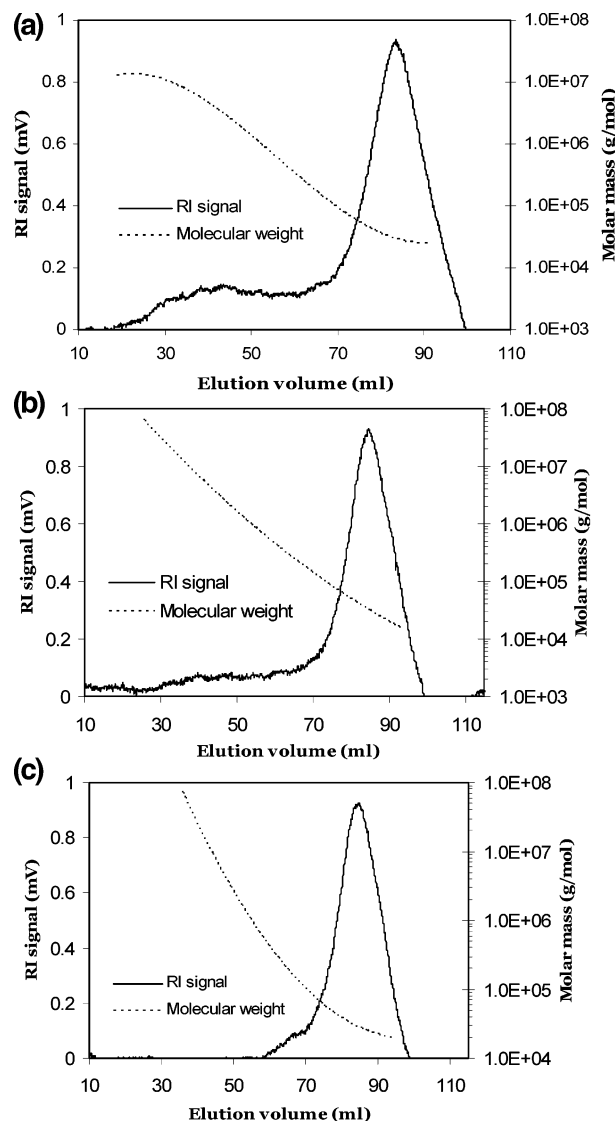 (a)
1
0.8
0.6
0.4
0.2
0
RI signal (mV)
1.0E+08
1.0E+07
1.0E+06
1.0E+05
1.0E+04
1.0E+03
Molar mass (g/mol)
RI signal
Molecular weight
10 30 50 70 90 110
Elution volume (ml)
(b)
1
0.8
0.6
0.4
0.2
0
RI signal (mV)
1.0E+08
1.0E+07
1.0E+06
1.0E+05
1.0E+04
1.0E+03
Molar mass (g/mol)
RI signal
Molecular weight
10 30 50 70 90 110
Elution volume (ml)
(c)
1
0.8
0.6
0.4
0.2
0
RI signal (mV)
1.0E+08
1.0E+07
1.0E+06
1.0E+05
1.0E+04
Molar mass (g/mol)
RI signal
Molecular weight
10 30 50 70 90 110
Elution volume (ml)